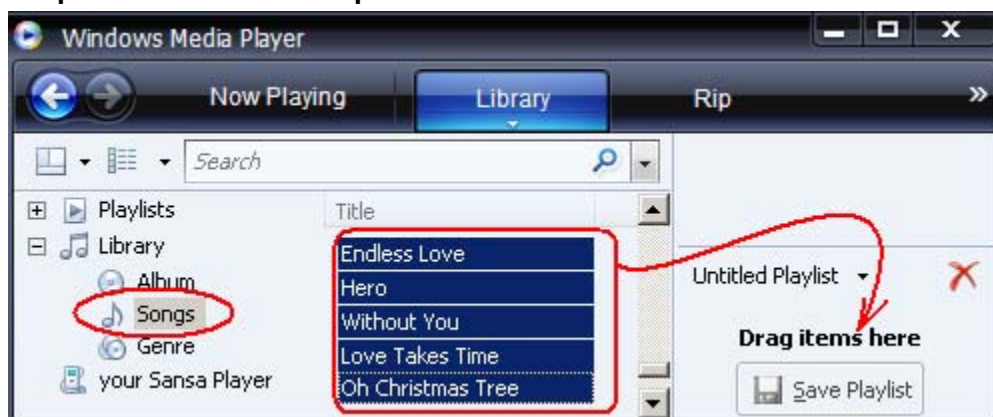 Windows Media Player
Now Playing
Library
Rip
»
Search
Playlists
Title
Library
Album
Songs
Genre
your Sansa Player
Endless Love
Hero
Without You
Love Takes Time
Oh Christmas Tree
Untitled Playlist
Drag items here
Save Playlist